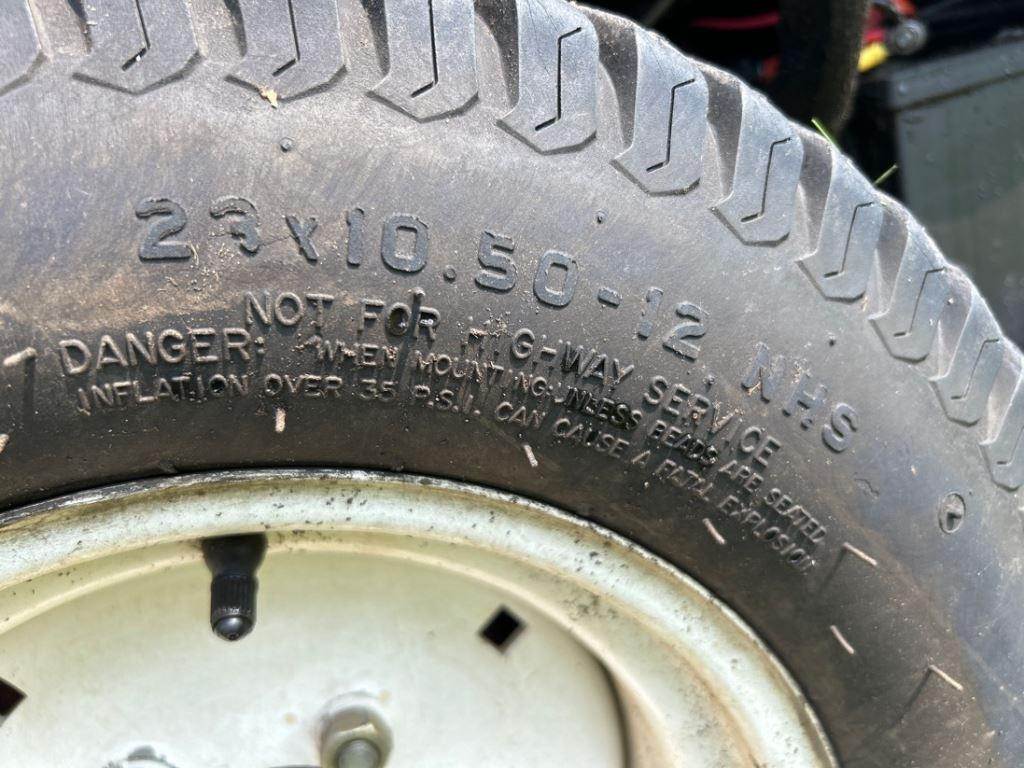 23x10.50-12 NHS
NOT FOR HIGHWAY SERVICE
DANGER: WHEN MOUNTING: UNLESS BEADS ARE SEATED,
INFLATION OVER 35 P.S.I. CAN CAUSE A FATAL EXPLOSION.